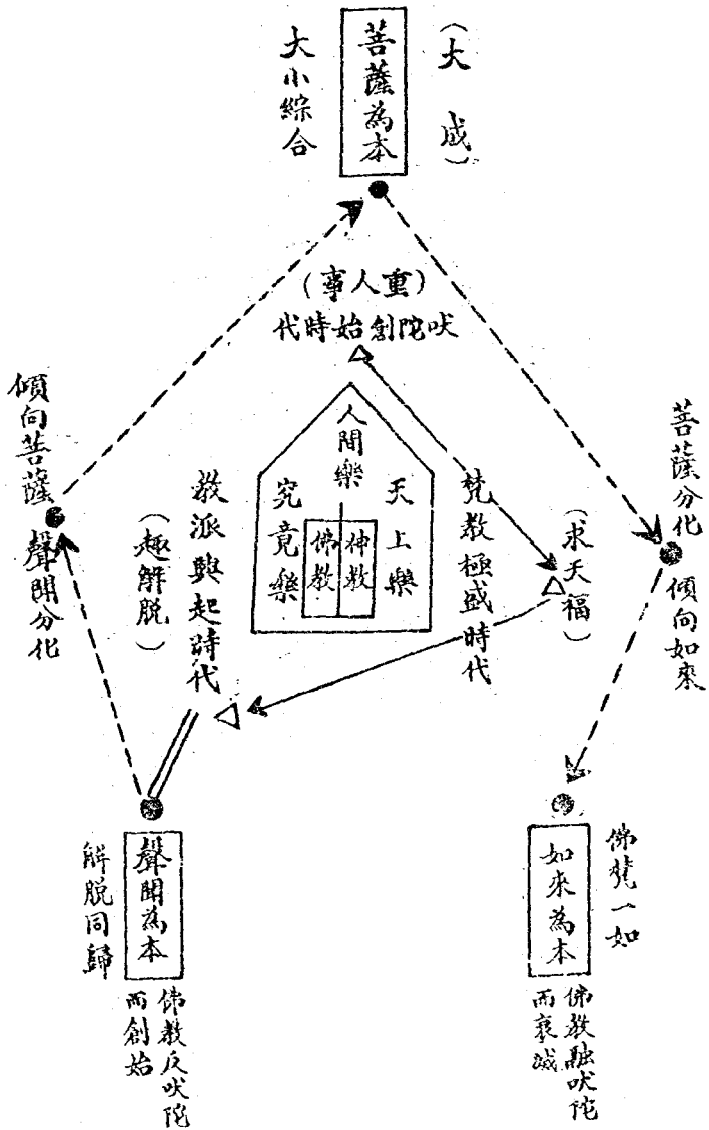 （大成）
菩薩為本
大小綜合
（重人事）
吠陀創始時代
菩薩分化
傾向如來
（求天福）
梵教極盛時代
人間樂
天上樂
神教
佛教
究竟樂
教派興起時代
（趣解脫）
傾向菩薩
聲聞分化
佛梵一如
如來為本
佛教融吠陀
而衰滅
聲聞為本
解脫同歸
佛教反吠陀
而創始